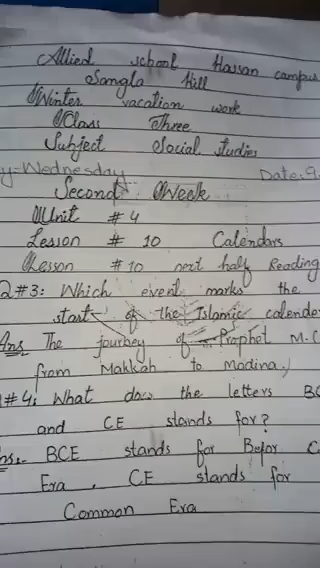 Allied school Hassan campus
Sangla Hill
Winter vacation work
Class Three
Subject Social studies
y-Wednesday Date:9
Second Week
Unit # 4
Lesson # 10 Calendars
Lesson # 10 next half Reading
Q#3: Which event marks the
start of the Islamic calende
Ans The jourbey of Prophet M.
from Makkah to Madina.
#4: What does the letters BC
and CE stands for?
ns. BCE stands for Befor C
Era . CE stands for
Common Era